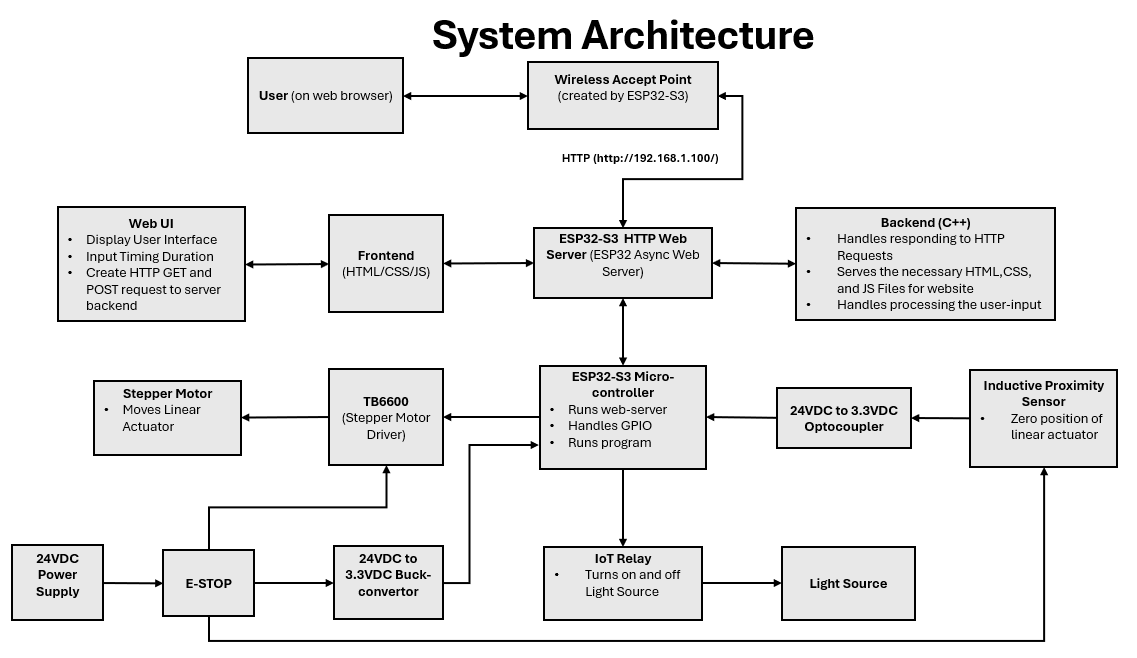 System Architecture
User (on web browser)
Wireless Accept Point
(created by ESP32-S3)
HTTP (http://192.168.1.100/)
Web UI
• Display User Interface
• Input Timing Duration
• Create HTTP GET and
POST request to server
backend
Frontend
(HTML/CSS/JS)
ESP32-S3 HTTP Web
Server (ESP32 Async Web
Server)
Backend (C++)
• Handles responding to HTTP
Requests
• Serves the necessary HTML,CSS,
and JS Files for website
• Handles processing the user-input
Stepper Motor
• Moves Linear
Actuator
TB6600
(Stepper Motor
Driver)
ESP32-S3 Micro-
controller
• Runs web-server
• Handles GPIO
• Runs program
24VDC to 3.3VDC
Optocoupler
Inductive Proximity
Sensor
• Zero position of
linear actuator
24VDC
Power
Supply
E-STOP
24VDC to
3.3VDC Buck-
convertor
IoT Relay
• Turns on and off
Light Source
Light Source